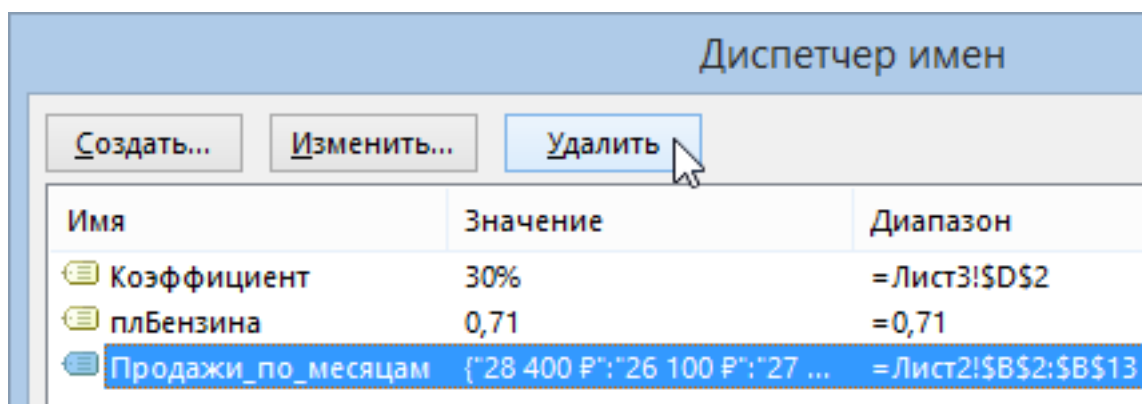 Диспетчер имен
Создать... Изменить... Удалить
Имя Значение Диапазон
Коэффициент 30% =Лист3!$D$2
плБензина 0,71 =0,71
Продажи_по_месяцам {"28 400 ₽":"26 100 ₽":"27 ... =Лист2!$B$2:$B$13